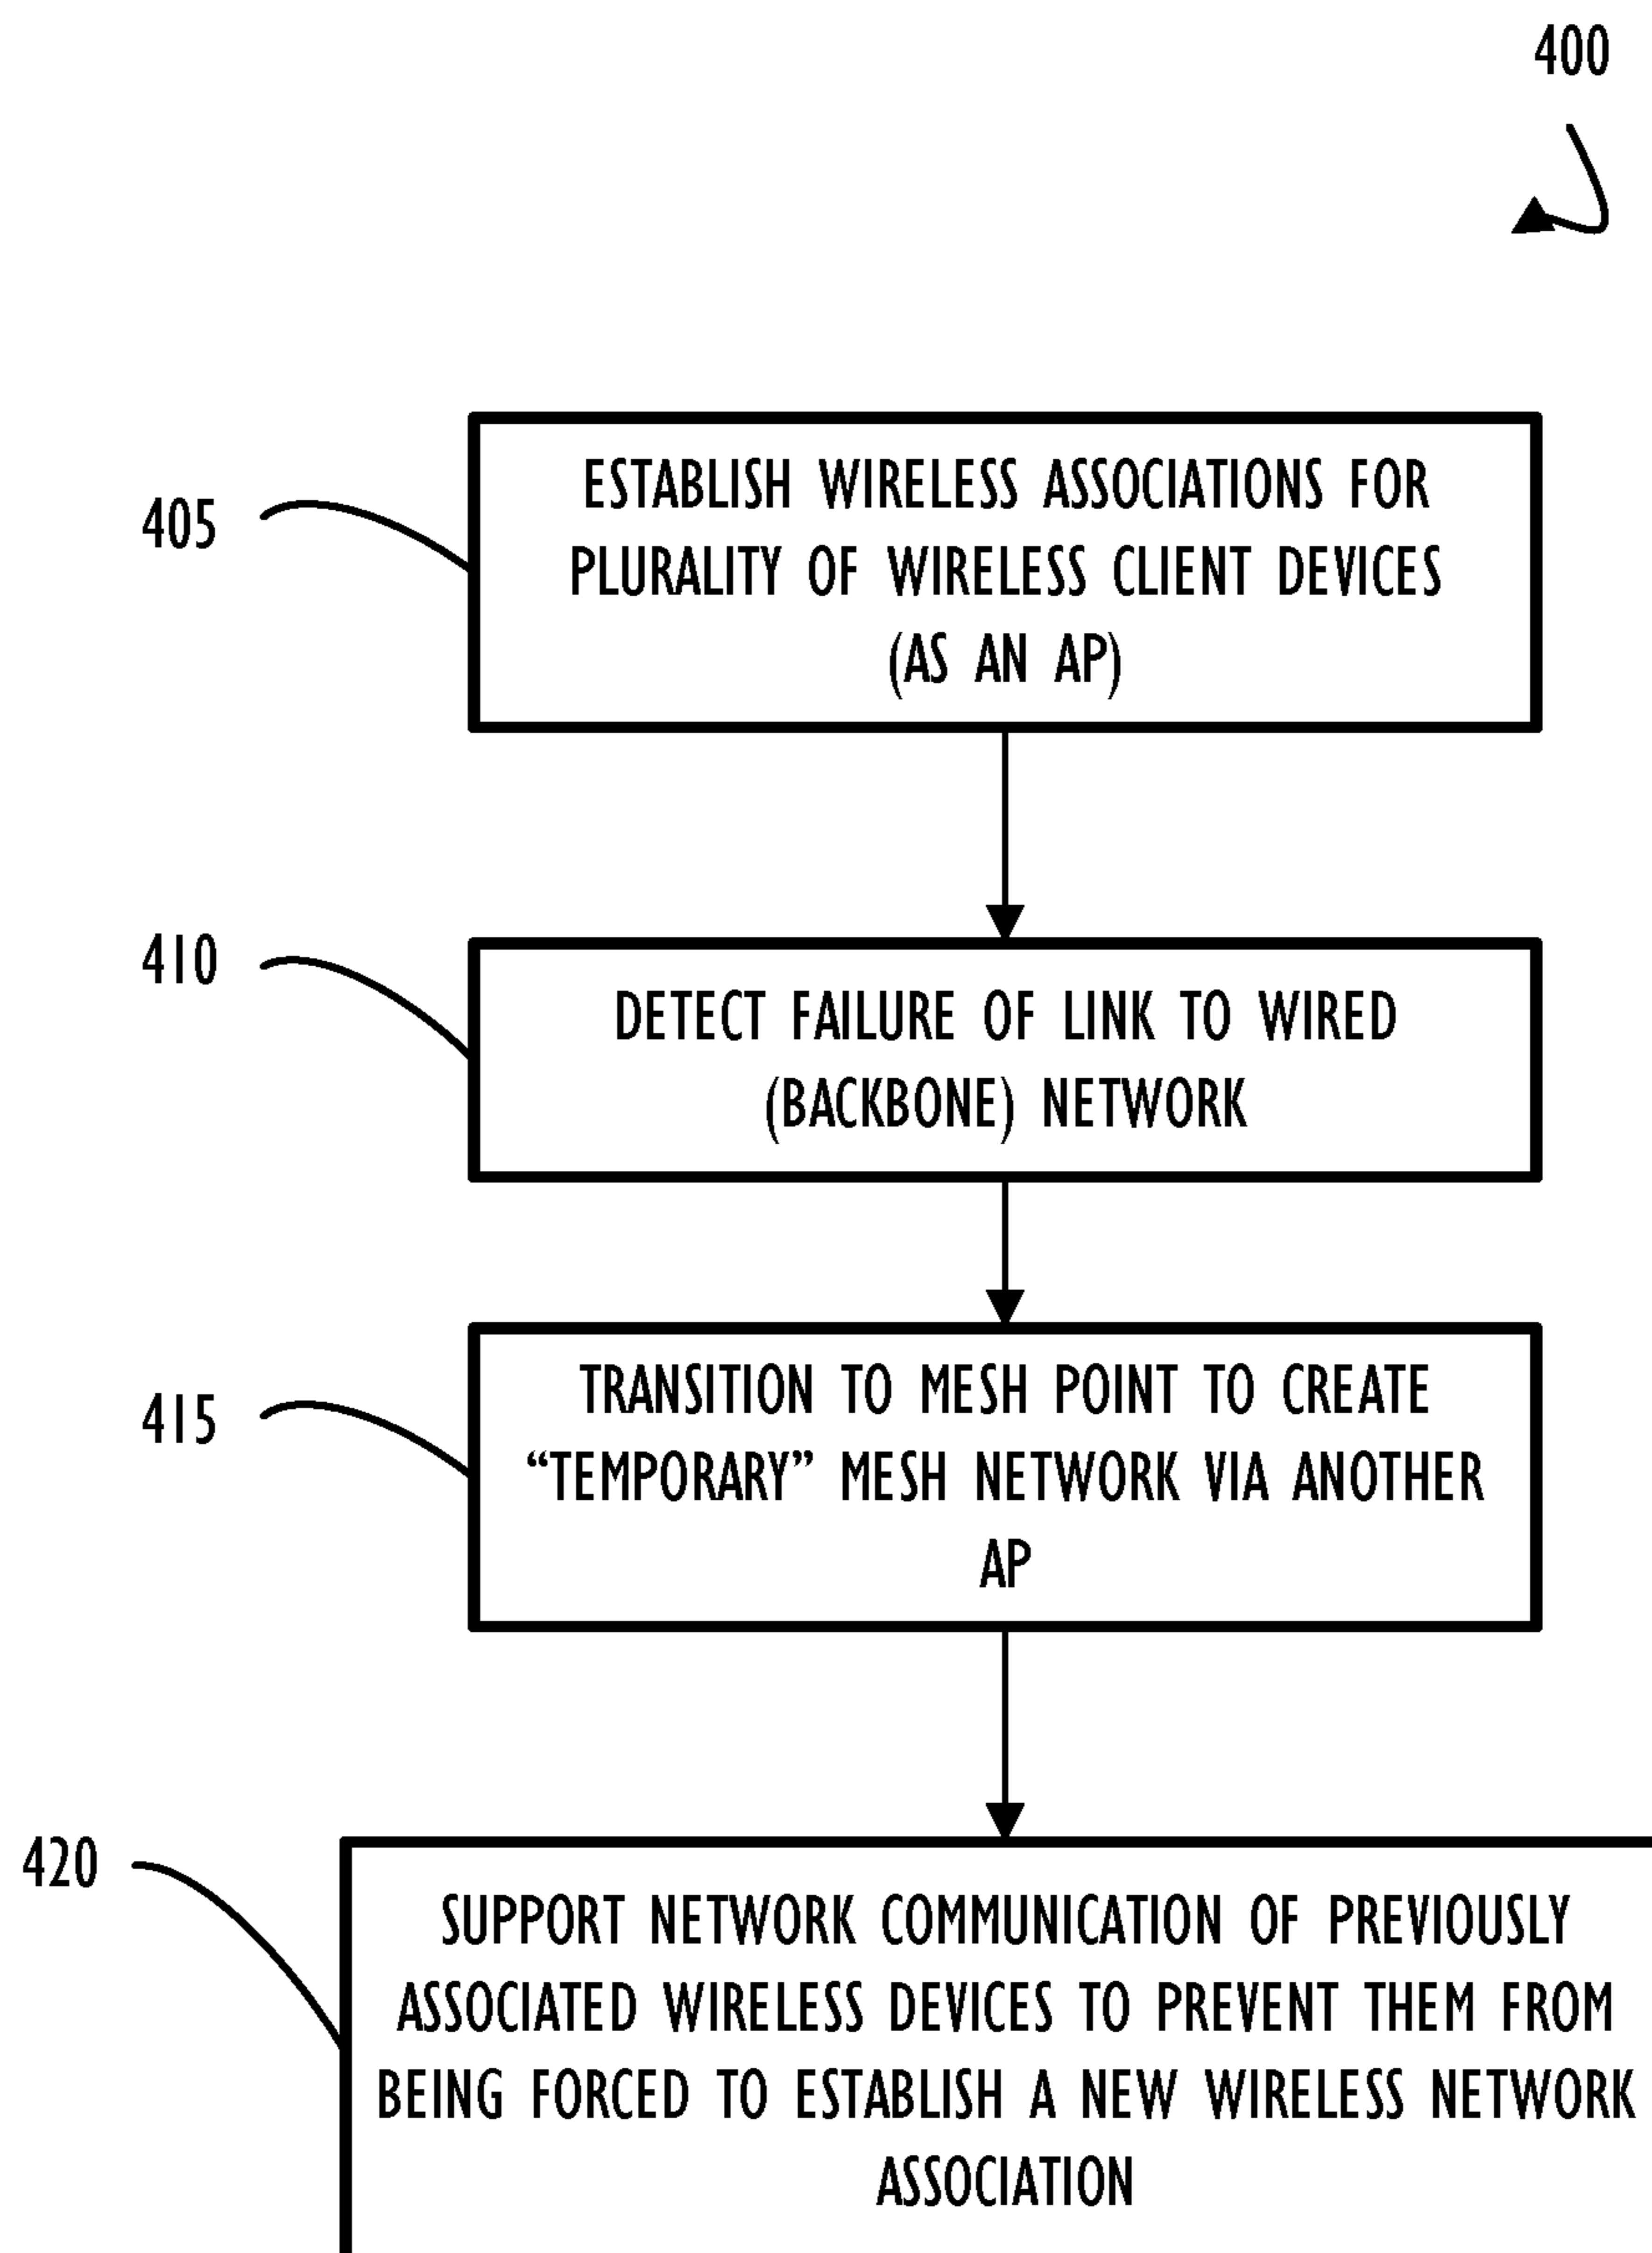 400
405
ESTABLISH WIRELESS ASSOCIATIONS FOR
PLURALITY OF WIRELESS CLIENT DEVICES
(AS AN AP)
410
DETECT FAILURE OF LINK TO WIRED
(BACKBONE) NETWORK
415
TRANSITION TO MESH POINT TO CREATE
“TEMPORARY” MESH NETWORK VIA ANOTHER
AP
420
SUPPORT NETWORK COMMUNICATION OF PREVIOUSLY
ASSOCIATED WIRELESS DEVICES TO PREVENT THEM FROM
BEING FORCED TO ESTABLISH A NEW WIRELESS NETWORK
ASSOCIATION